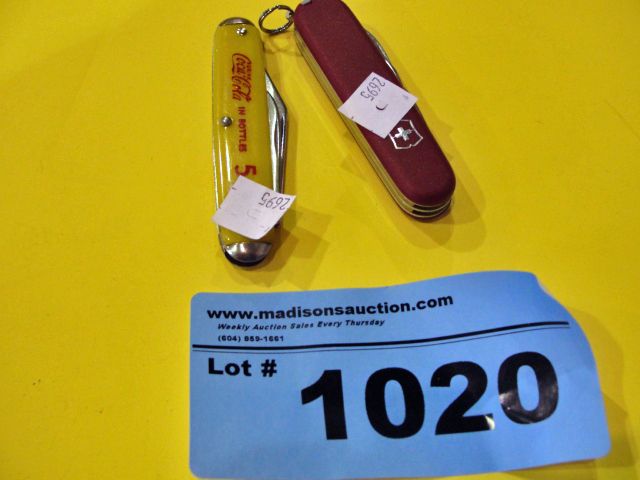 DRINK
Coca-Cola
IN BOTTLES
5
2695
2695
www.madisonsauction.com
Weekly Auction Sales Every Thursday
(604) 859-1661
Lot # 1020